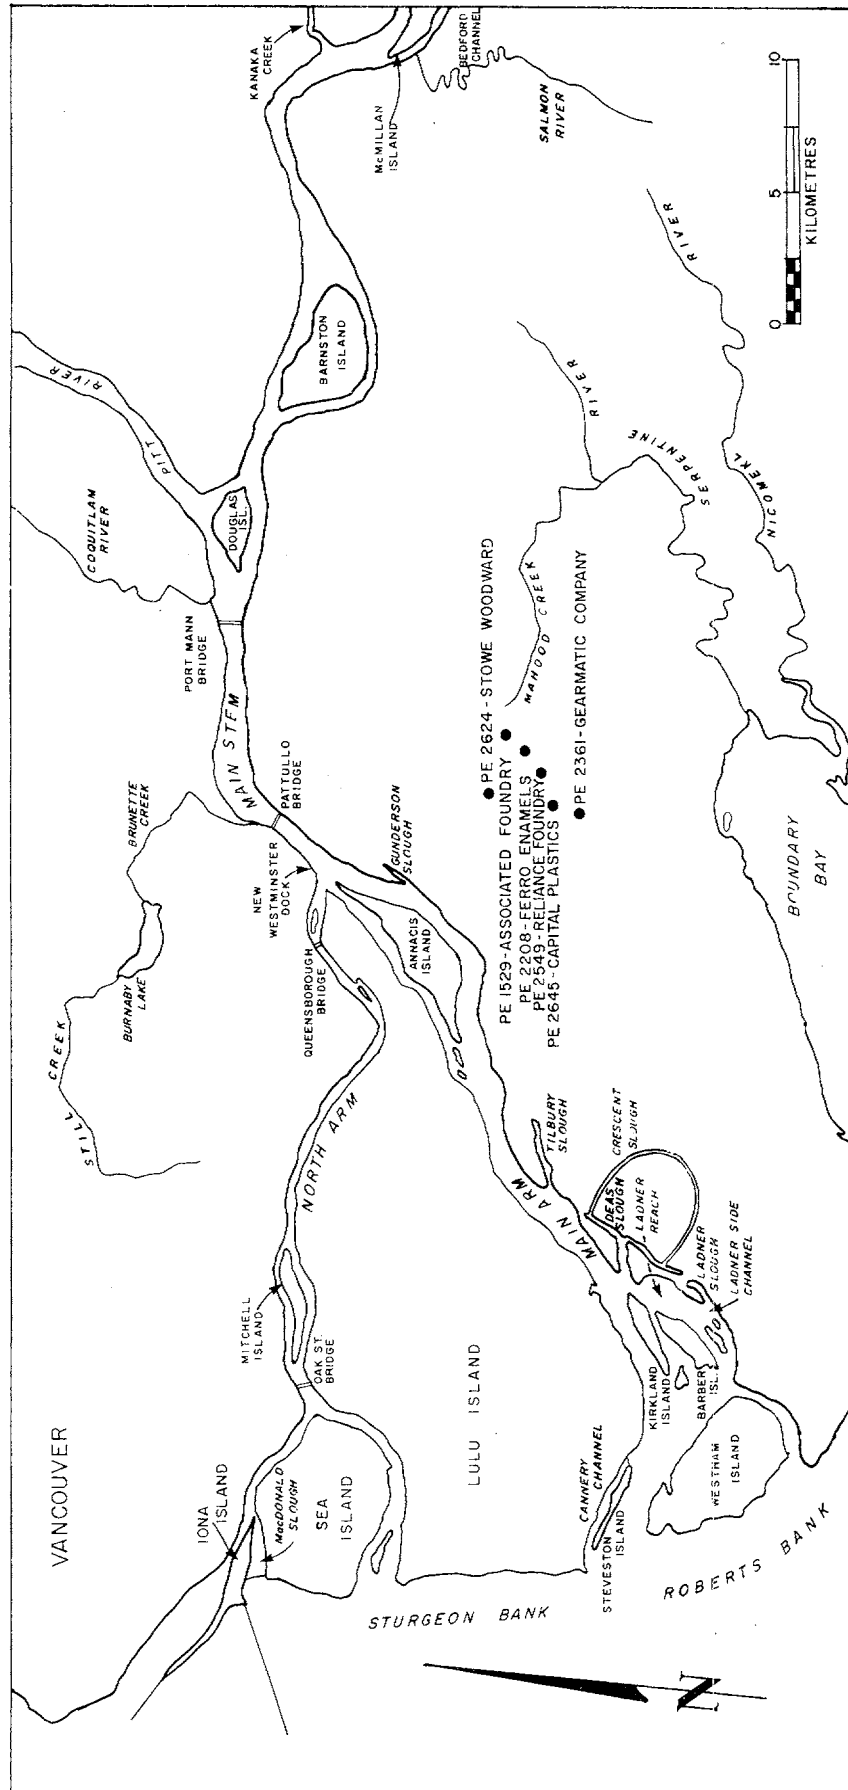 VANCOUVER
IONA
ISLAND
MacDONALD
SLOUGH
SEA
ISLAND
STURGEON BANK
MITCHELL
ISLAND
OAK ST.
BRIDGE
NORTH ARM
LULU ISLAND
CANNERY
CHANNEL
STEVESTON
ISLAND
ROBERTS BANK
WESTHAM
ISLAND
KIRKLAND
ISLAND
BARBER
ISL.
LADNER SIDE
CHANNEL
LADNER
SLOUGH
LADNER
REACH
DEAS
SLOUGH
CRESCENT
SLOUGH
MAIN ARM
TILBURY
SLOUGH
STILL CREEK
BURNABY
LAKE
BRUNETTE
CREEK
QUEENSBOROUGH
BRIDGE
NEW
WESTMINSTER
DOCK
ANNACIS
ISLAND
GUNDERSON
SLOUGH
PATTULLO
BRIDGE
MAIN STEM
PORT MANN
BRIDGE
COQUITLAM
RIVER
PITT RIVER
DOUGLAS
ISL.
BARNSTON
ISLAND
KANAKA
CREEK
McMILLAN
ISLAND
BEDFORD
CHANNEL
SALMON
RIVER
PE 2624-STOWE WOODWARD
PE 1529-ASSOCIATED FOUNDRY
PE 2208-FERRO ENAMELS
PE 2549-RELIANCE FOUNDRY
PE 2645-CAPITAL PLASTICS
PE 2361-GEARMATIC COMPANY
MAHOOD CREEK
SERPENTINE RIVER
NICOMEKL RIVER
BOUNDARY
BAY
N
0 5 10
KILOMETRES